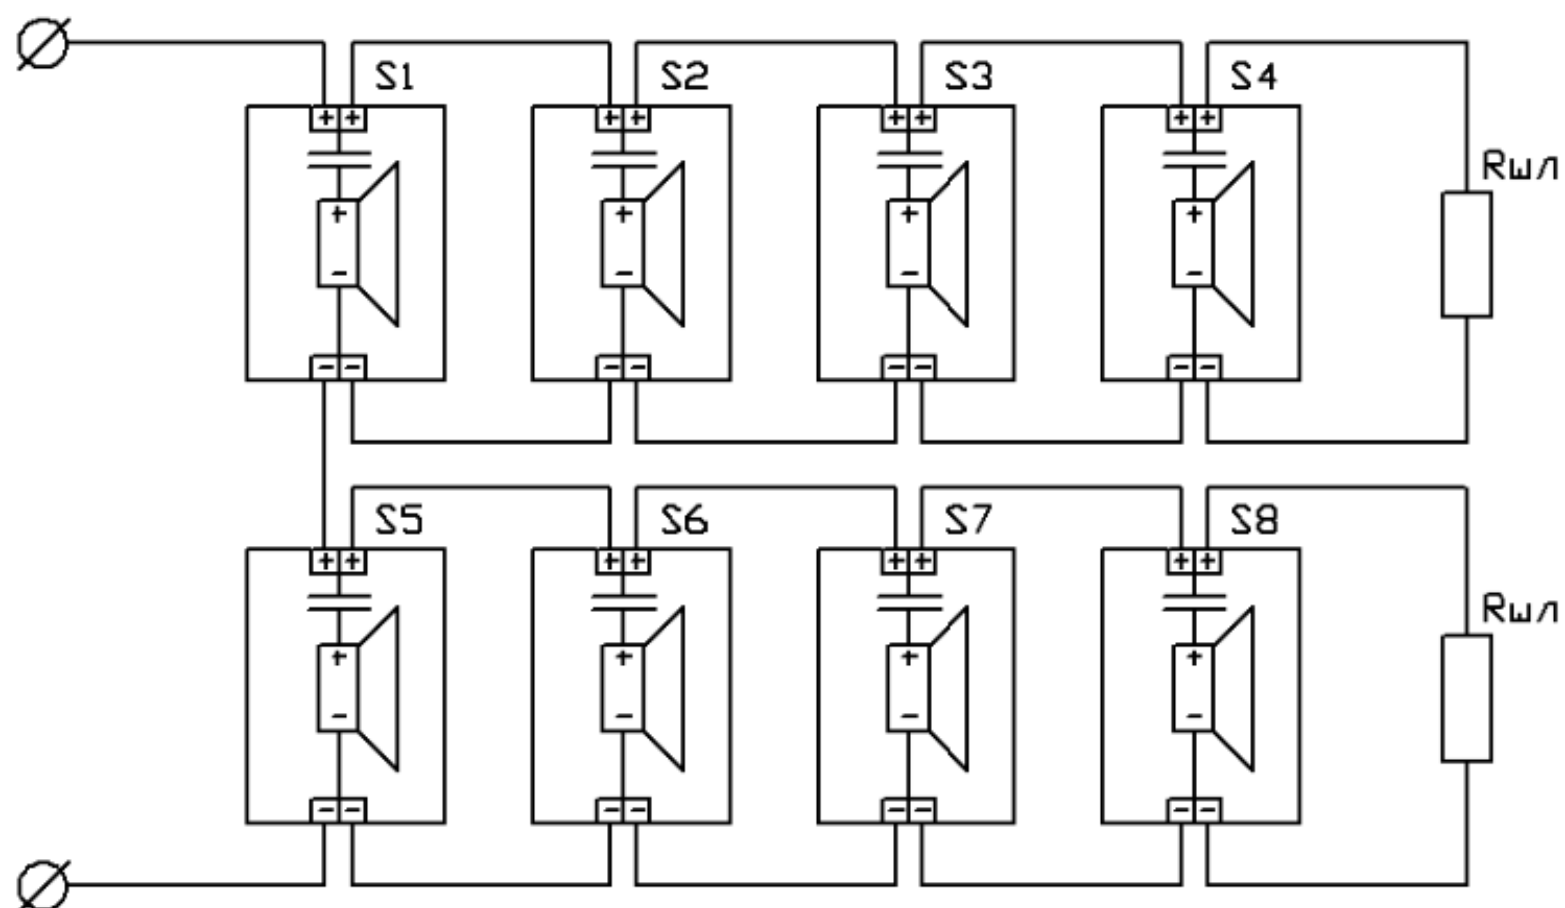 S1 S2 S3 S4
+ + + + + + + +
Rшл
+ + + +
- - - -
- - - - - - - -
S5 S6 S7 S8
+ + + + + + + +
Rшл
+ + + +
- - - -
- - - - - - - -